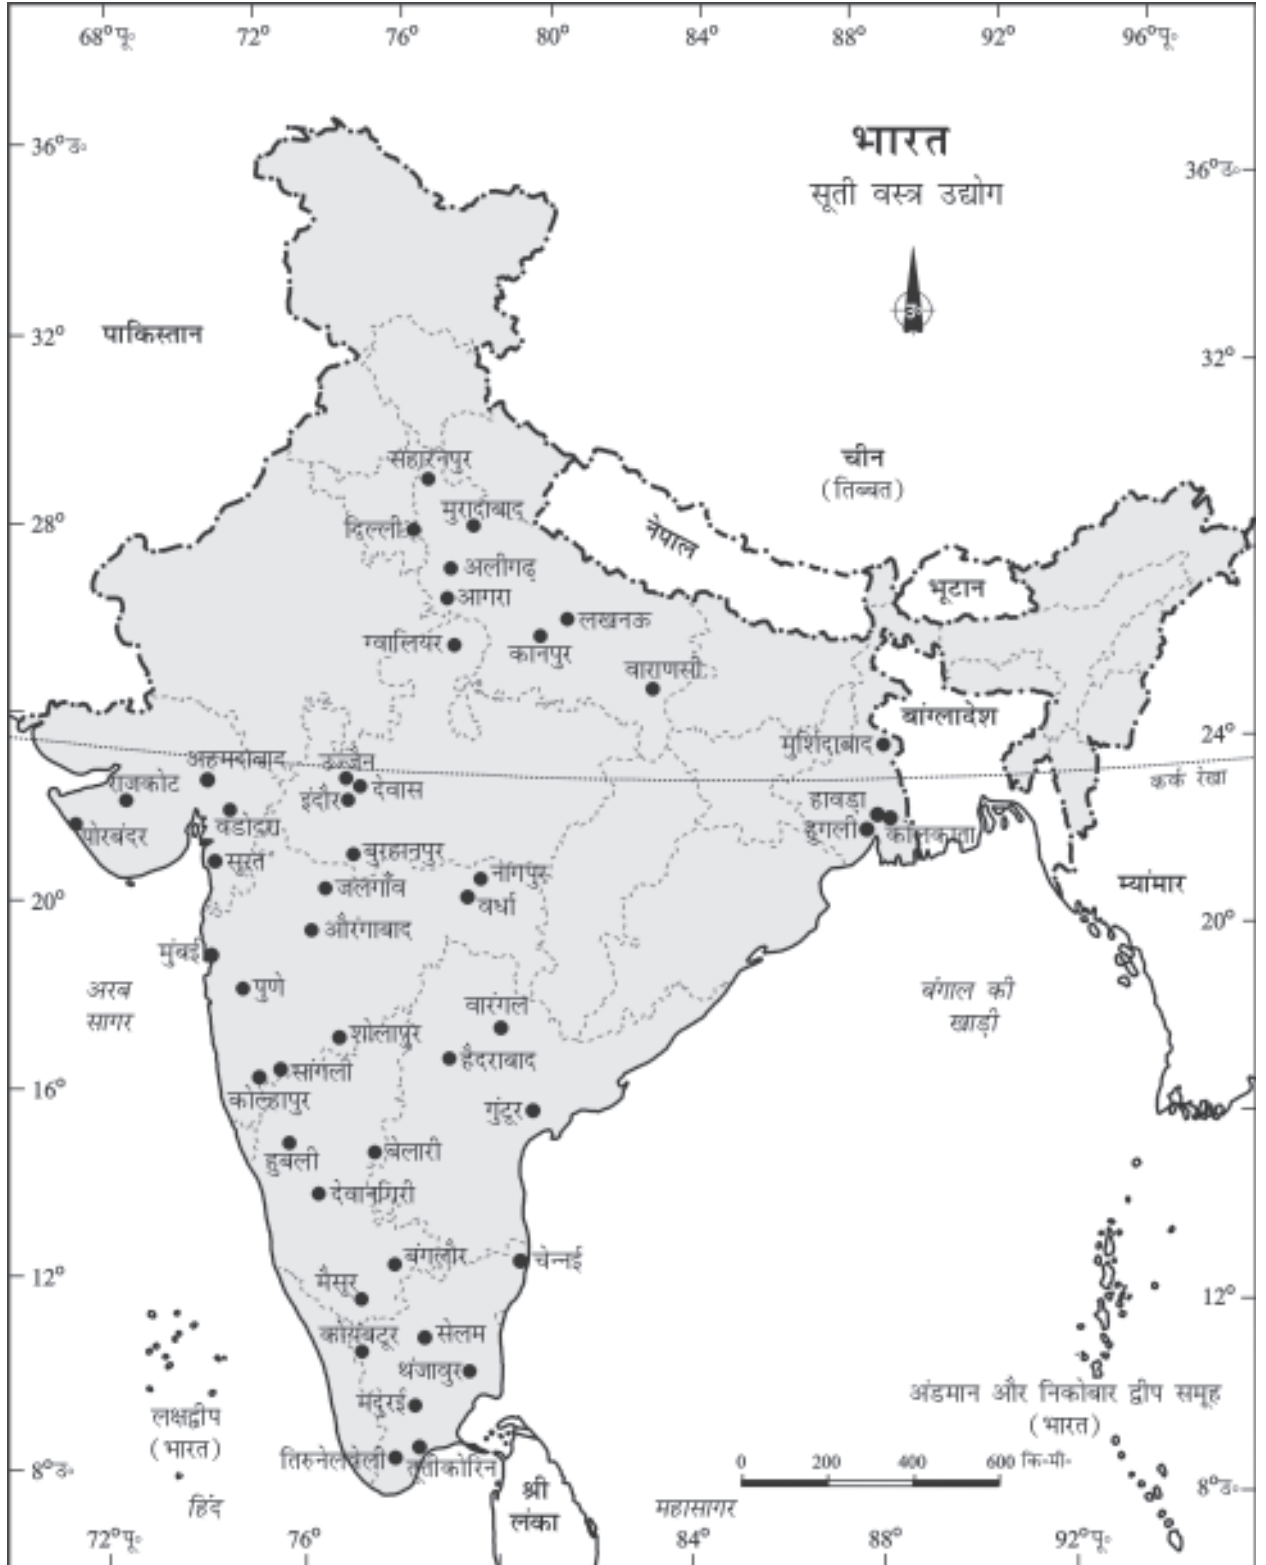 68°पू॰ 72° 76° 80° 84° 88° 92° 96°पू॰
36°उ॰
भारत
36°उ॰
सूती वस्त्र उद्योग
उ॰
पाकिस्तान
32°
32°
चीन
(तिब्बत)
सहारनपुर
मुरादाबाद
28°
दिल्ली
नेपाल
अलीगढ़
भूटान
आगरा
लखनऊ
ग्वालियर
कानपुर
वाराणसी
बांग्लादेश
24°
मुर्शिदाबाद
अहमदाबाद
उज्जैन
कर्क रेखा
राजकोट
देवास
इंदौर
हावड़ा
वडोदरा
पोरबंदर
हुगली
कोलकाता
सूरत
बुरहानपुर
नागपुर
जलगाँव
म्यांमार
20°
वर्धा
20°
औरंगाबाद
मुंबई
अरब
सागर
पुणे
बंगाल की
खाड़ी
वारंगल
शोलापुर
हैदराबाद
सांगली
16°
कोल्हापुर
गुंटूर
हुबली
बेलारी
देवानगिरी
बंगलौर
चेन्नई
12°
मैसूर
12°
कोयंबटूर
सेलम
थंजावुर
मदुरई
अंडमान और निकोबार द्वीप समूह
(भारत)
लक्षद्वीप
(भारत)
तिरुनेलवेली
तूतीकोरिन
0 200 400 600 कि॰मी॰
8°उ॰
8°उ॰
श्री
लंका
हिंद
महासागर
72°पू॰ 76° 84° 88° 92°पू॰